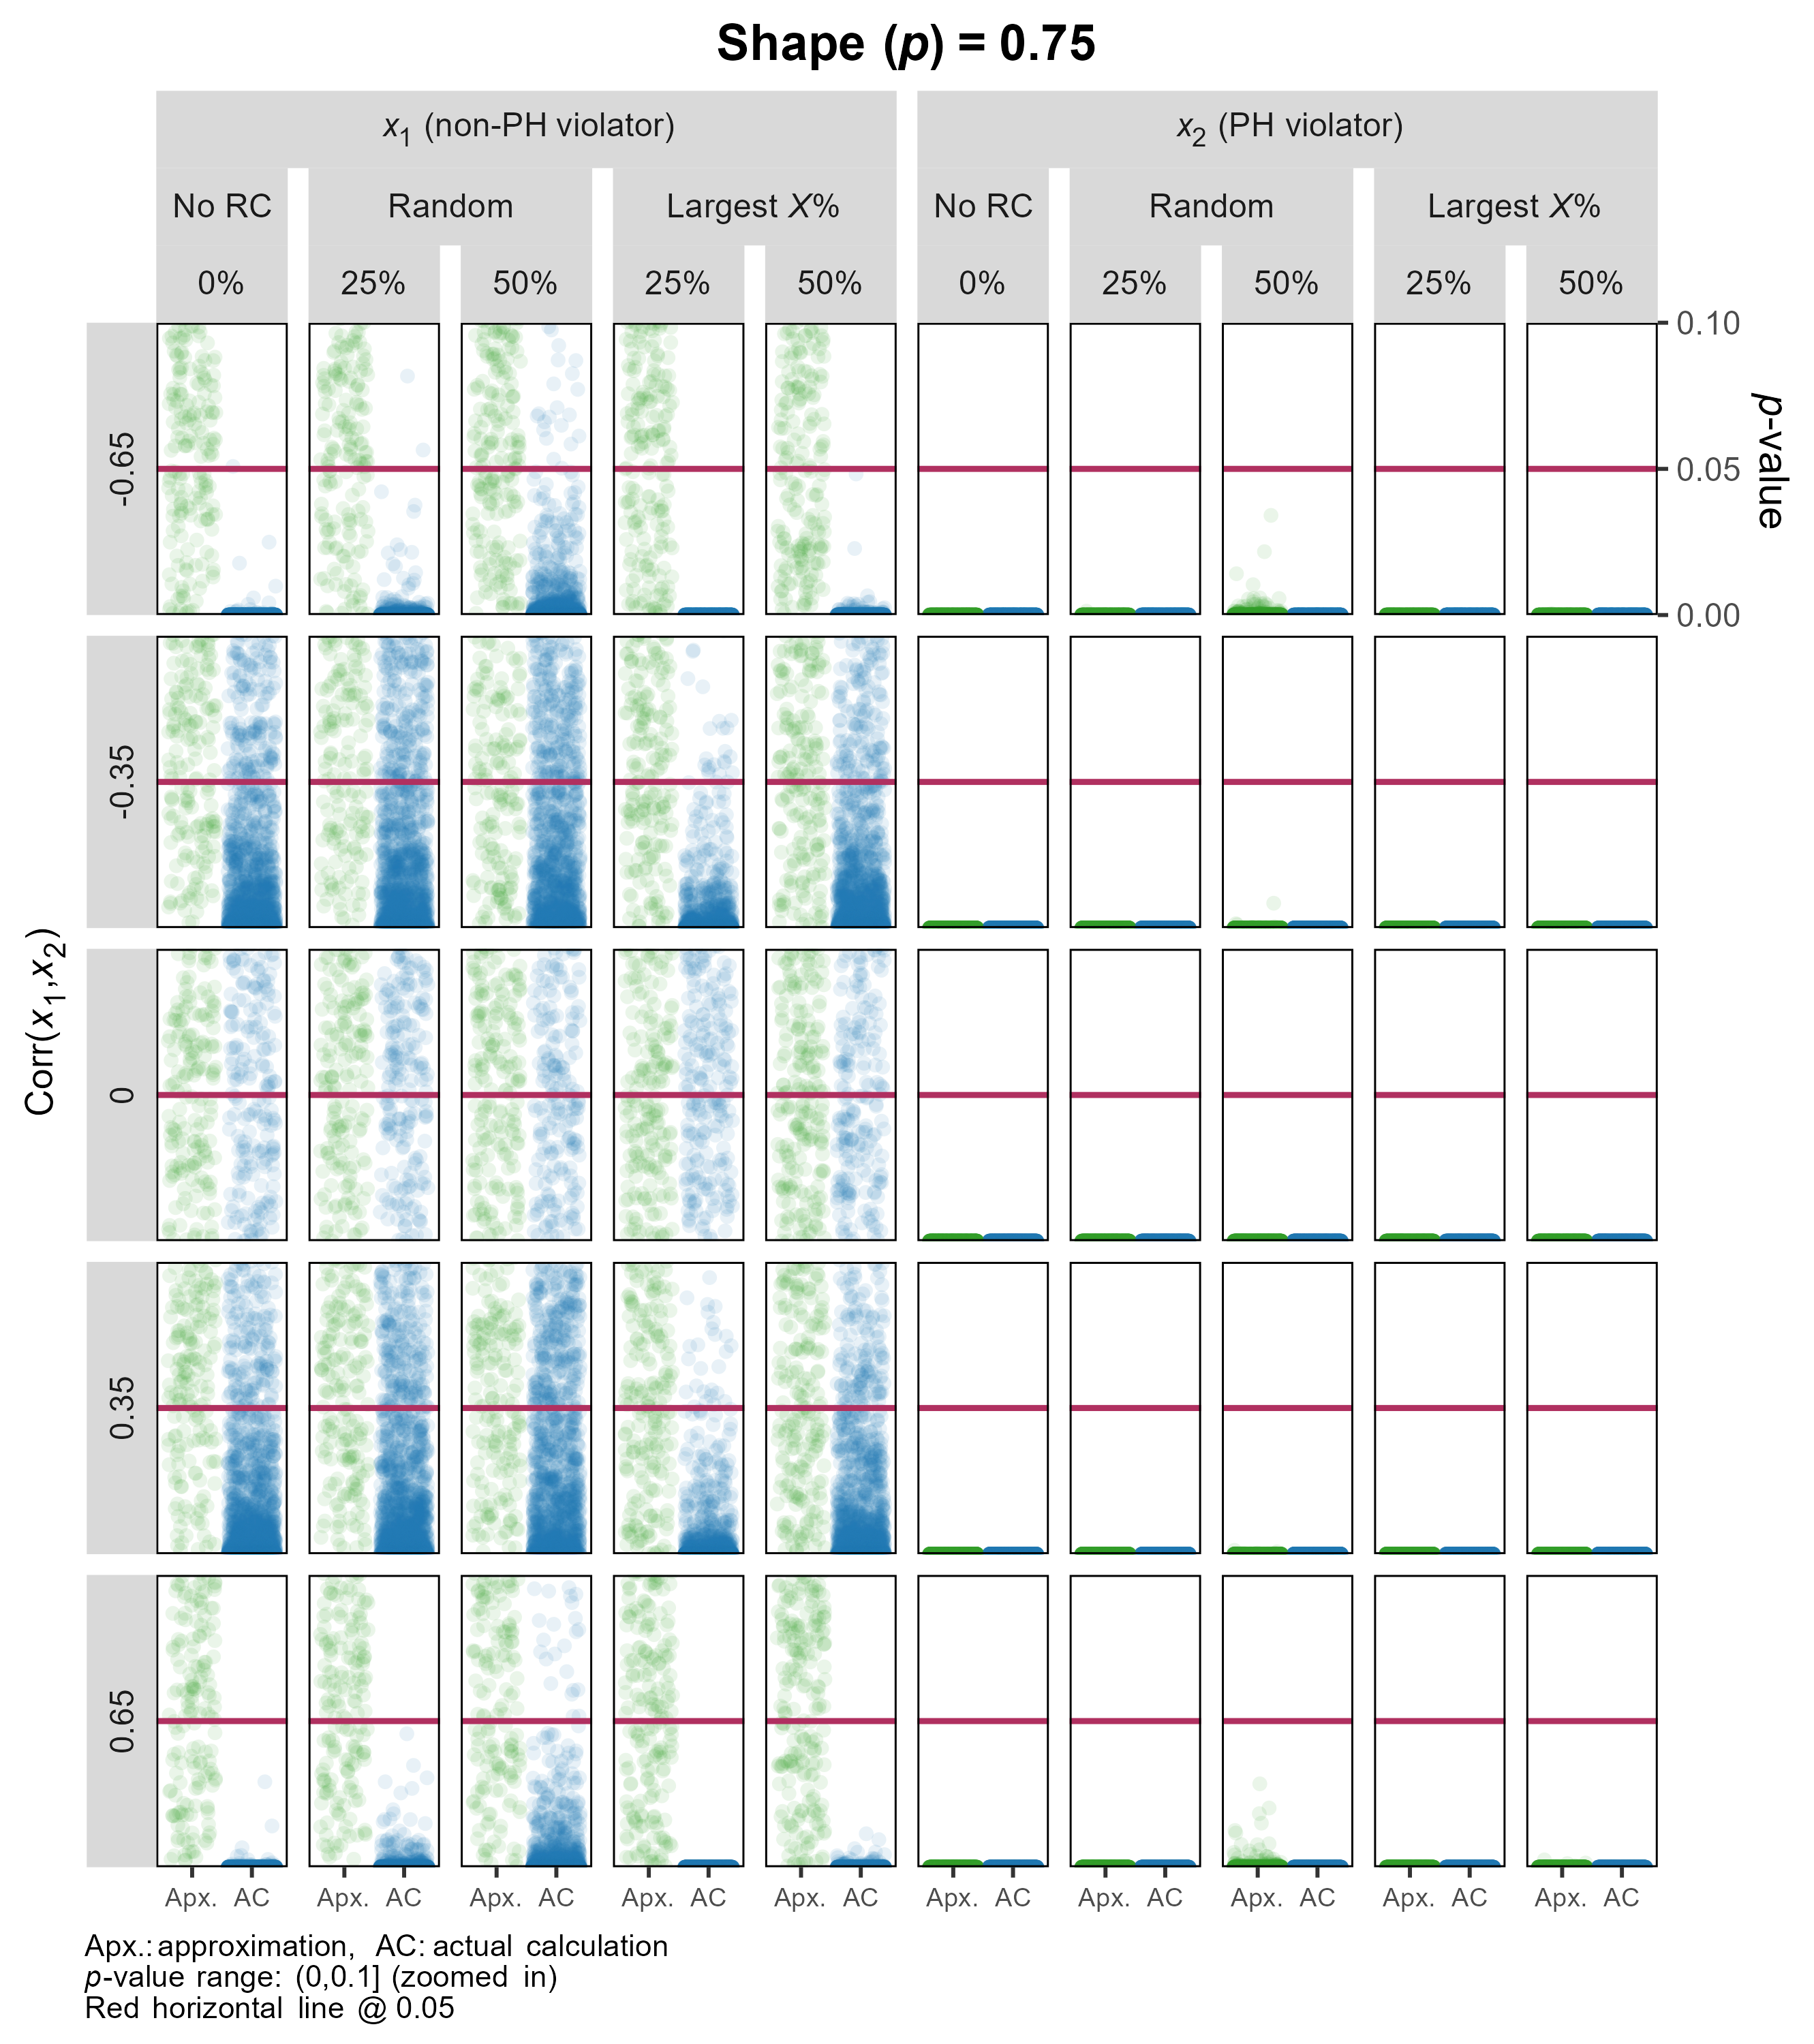 Shape (p) = 0.75
x1 (non-PH violator) x2 (PH violator)
No RC Random Largest X% No RC Random Largest X%
0% 25% 50% 25% 50% 0% 25% 50% 25% 50%
-0.65
-0.35
0
0.35
0.65
Corr(x1,x2)
0.10
0.05
0.00
p-value
Apx. AC Apx. AC Apx. AC Apx. AC Apx. AC Apx. AC Apx. AC Apx. AC Apx. AC Apx. AC
Apx.: approximation, AC: actual calculation
p-value range: (0,0.1] (zoomed in)
Red horizontal line @ 0.05